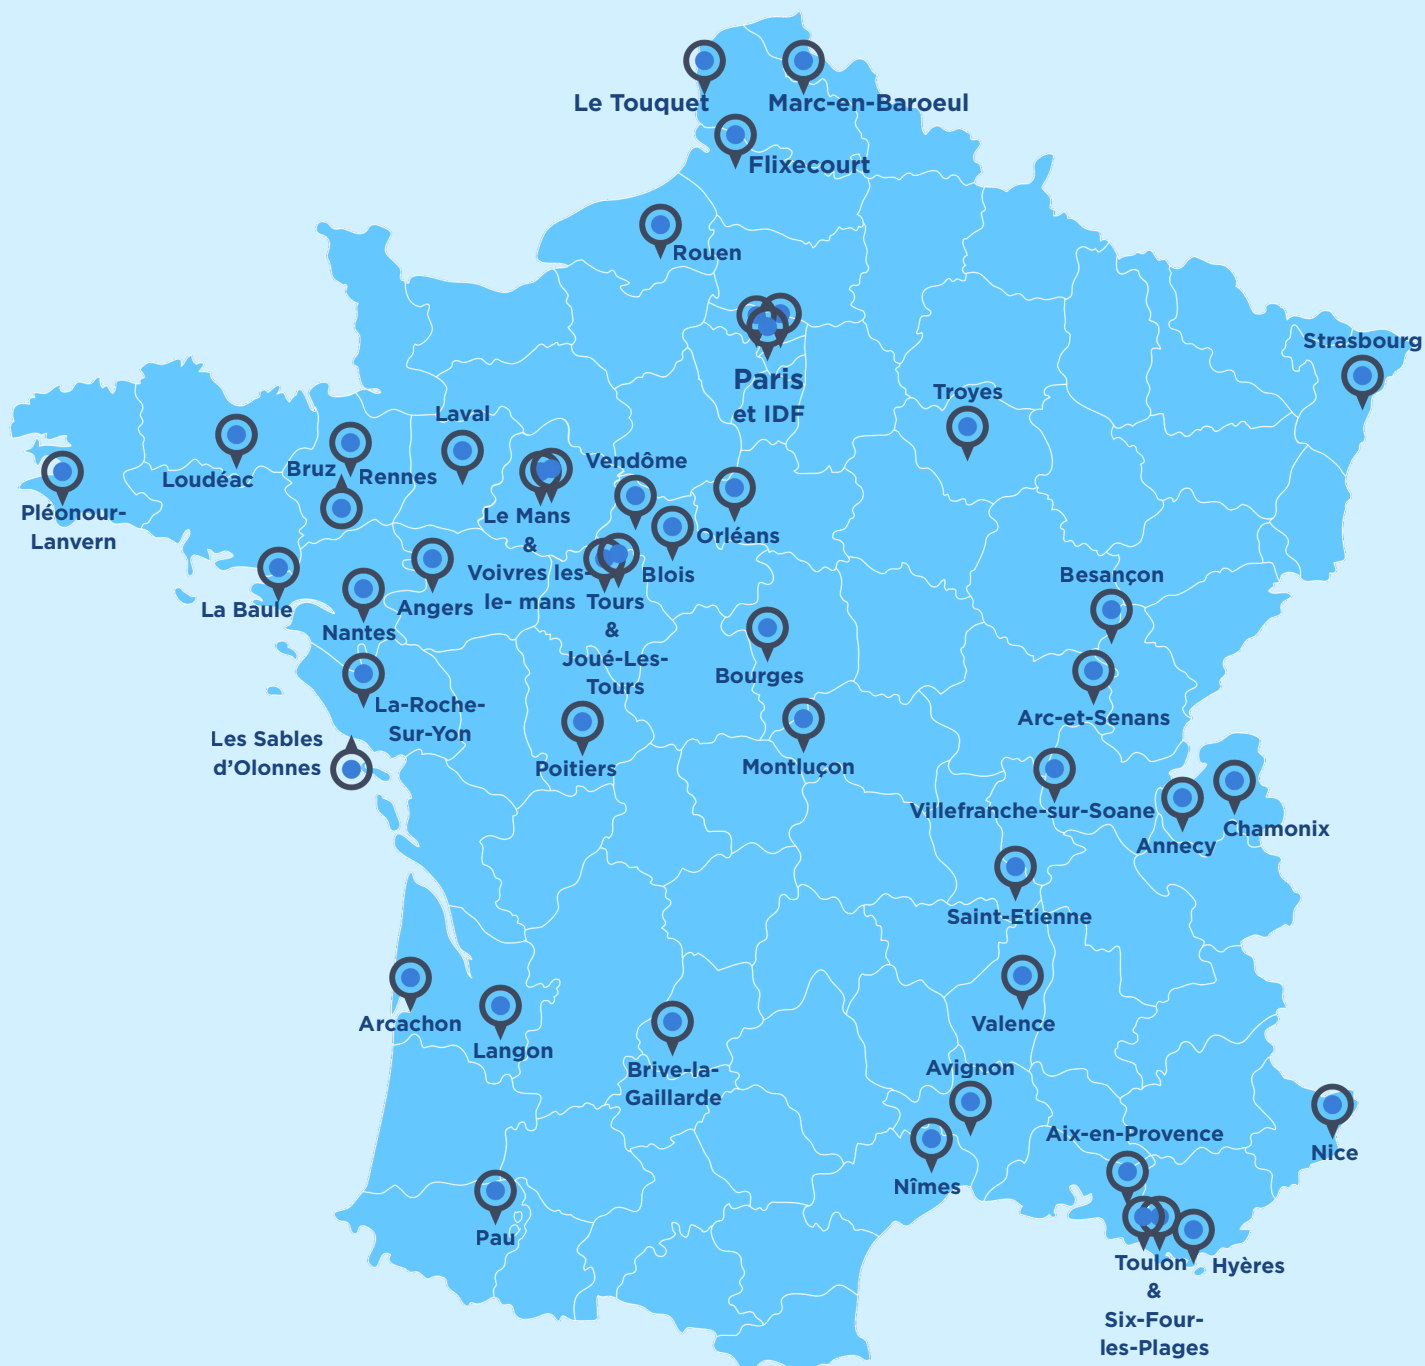 Le Touquet
Marc-en-Baroeul
Flixecourt
Rouen
Paris
et IDF
Strasbourg
Troyes
Laval
Loudéac
Bruz
Rennes
Vendôme
Pléonour-
Lanvern
Le Mans
&
Voivres les-
le- mans
Orléans
Blois
La Baule
Nantes
Angers
Tours
&
Joué-Les-
Tours
Besançon
Bourges
Arc-et-Senans
La-Roche-
Sur-Yon
Les Sables
d'Olonnes
Poitiers
Montluçon
Villefranche-sur-Soane
Annecy
Chamonix
Saint-Etienne
Arcachon
Langon
Valence
Brive-la-
Gaillarde
Avignon
Aix-en-Provence
Nice
Nîmes
Pau
Toulon
&
Six-Four-
les-Plages
Hyères